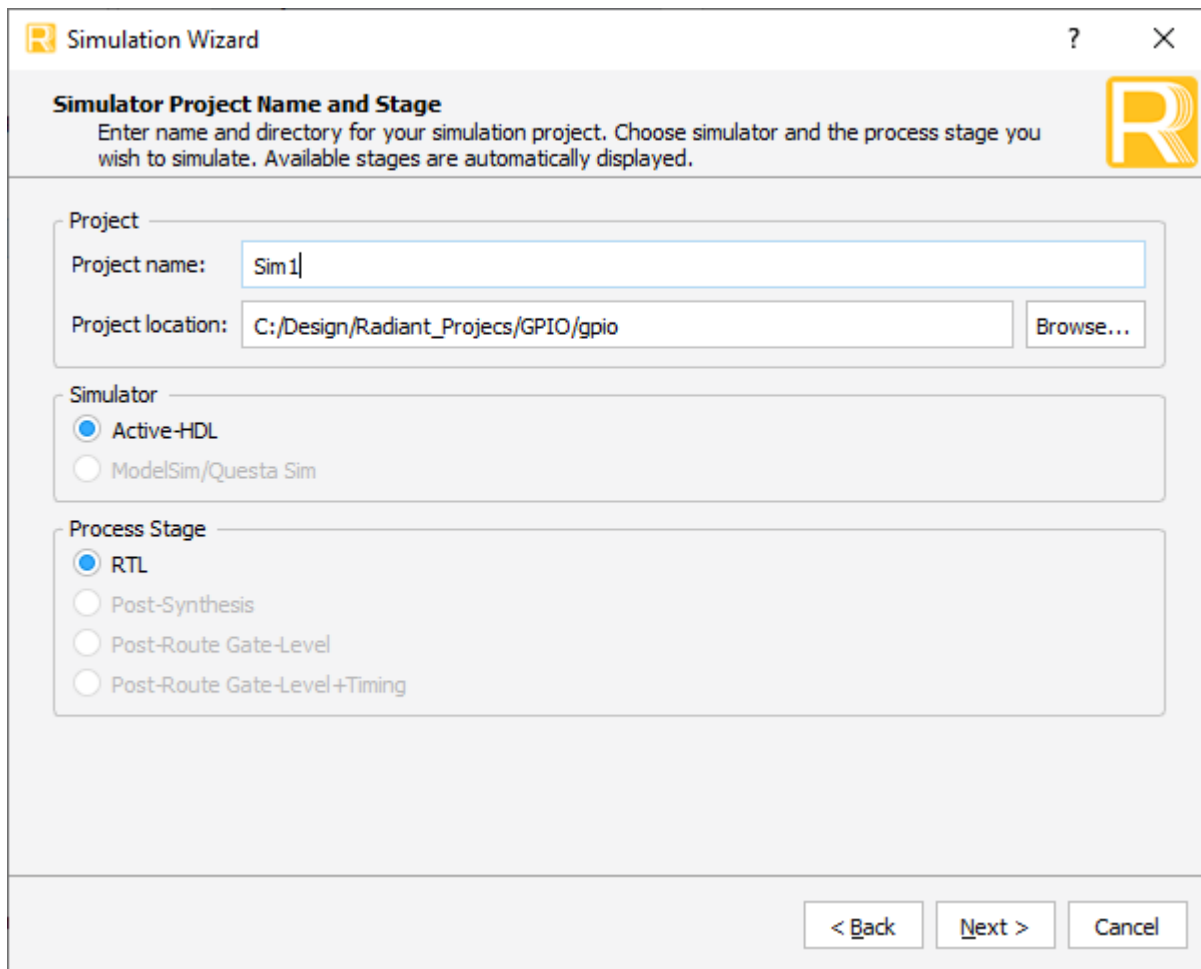 Simulation Wizard
?
Simulator Project Name and Stage
Enter name and directory for your simulation project. Choose simulator and the process stage you
wish to simulate. Available stages are automatically displayed.
Project
Project name:
Sim1
Project location:
C:/Design/Radiant_Projecs/GPIO/gpio
Browse...
Simulator
Active-HDL
ModelSim/Questa Sim
Process Stage
RTL
Post-Synthesis
Post-Route Gate-Level
Post-Route Gate-Level+Timing
< Back
Next >
Cancel